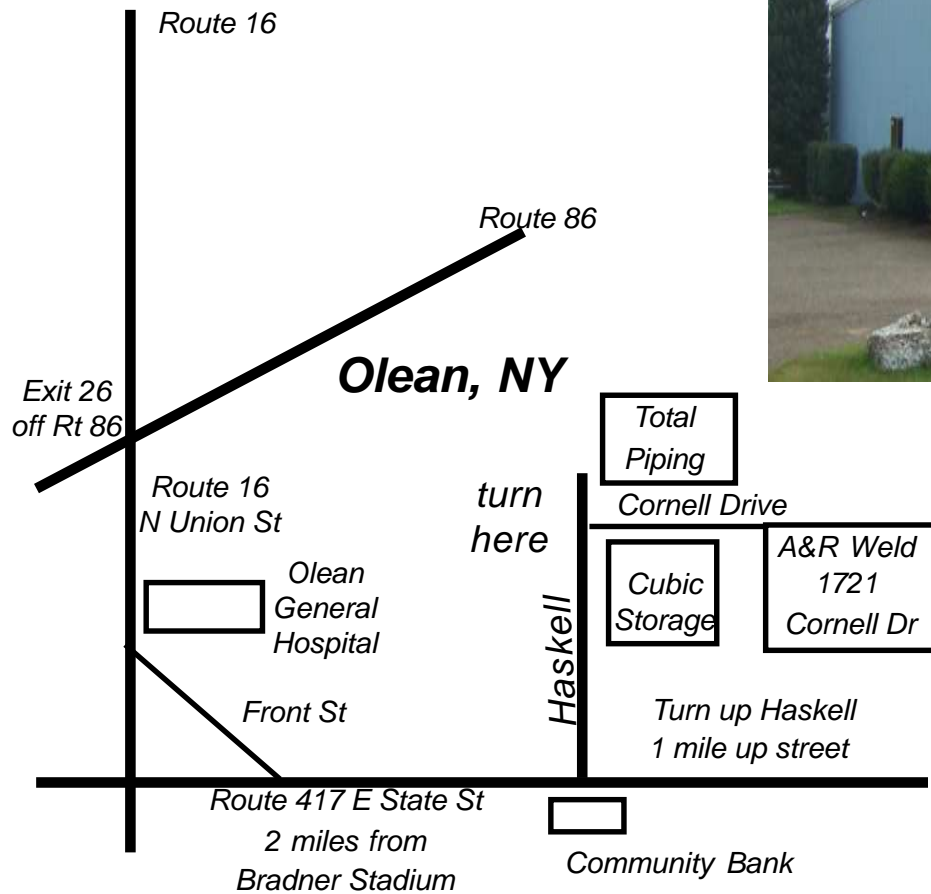 Route 16
Route 86
Olean, NY
Exit 26
off Rt 86
Total
Piping
Route 16
N Union St
turn
here
Cornell Drive
A&R Weld
1721
Cornell Dr
Olean
General
Hospital
Cubic
Storage
Haskell
Front St
Turn up Haskell
1 mile up street
Route 417 E State St
2 miles from
Bradner Stadium
Community Bank